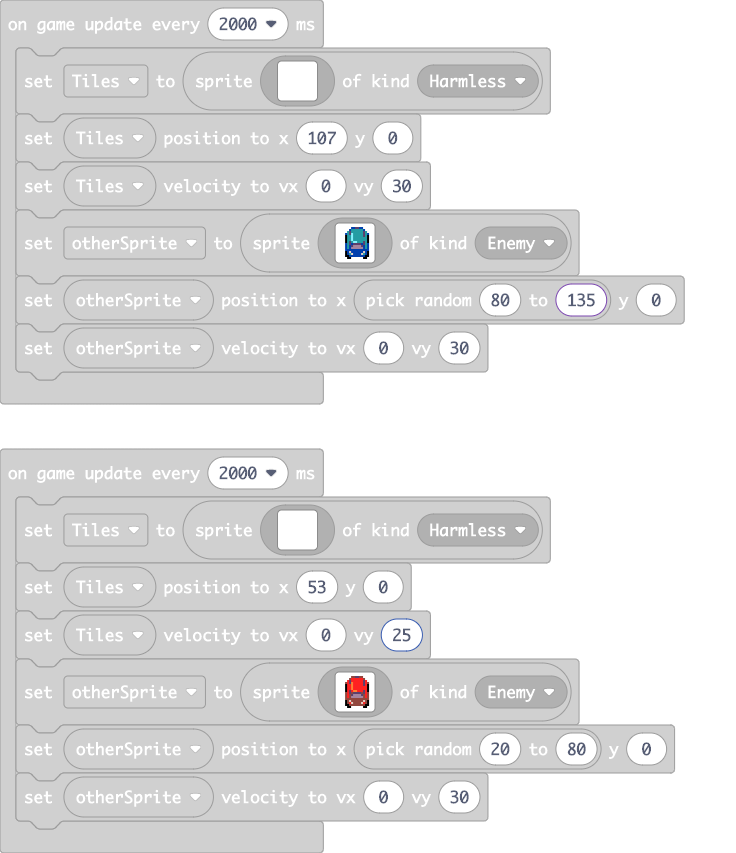 on game update every 2000 ms
set Tiles to sprite of kind Harmless
set Tiles position to x 107 y 0
set Tiles velocity to vx 0 vy 30
set otherSprite to sprite of kind Enemy
set otherSprite position to x pick random 80 to 135 y 0
set otherSprite velocity to vx 0 vy 30
on game update every 2000 ms
set Tiles to sprite of kind Harmless
set Tiles position to x 53 y 0
set Tiles velocity to vx 0 vy 25
set otherSprite to sprite of kind Enemy
set otherSprite position to x pick random 20 to 80 y 0
set otherSprite velocity to vx 0 vy 30